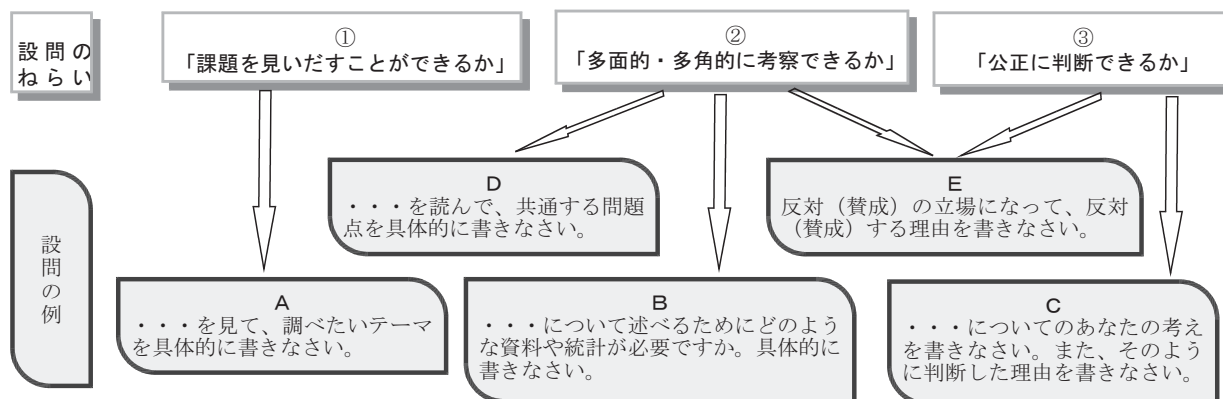 設問の
ねらい
①
「課題を見いだすことができるか」
②
「多面的・多角的に考察できるか」
③
「公正に判断できるか」
設問の例
D
・・・を読んで、共通する問題
点を具体的に書きなさい。
E
反対（賛成）の立場になって、反対
（賛成）する理由を書きなさい。
A
・・・を見て、調べたいテーマ
を具体的に書きなさい。
B
・・・について述べるためにどのよう
な資料や統計が必要ですか。具体的に
書きなさい。
C
・・・についてのあなたの考え
を書きなさい。また、そのよう
に判断した理由を書きなさい。